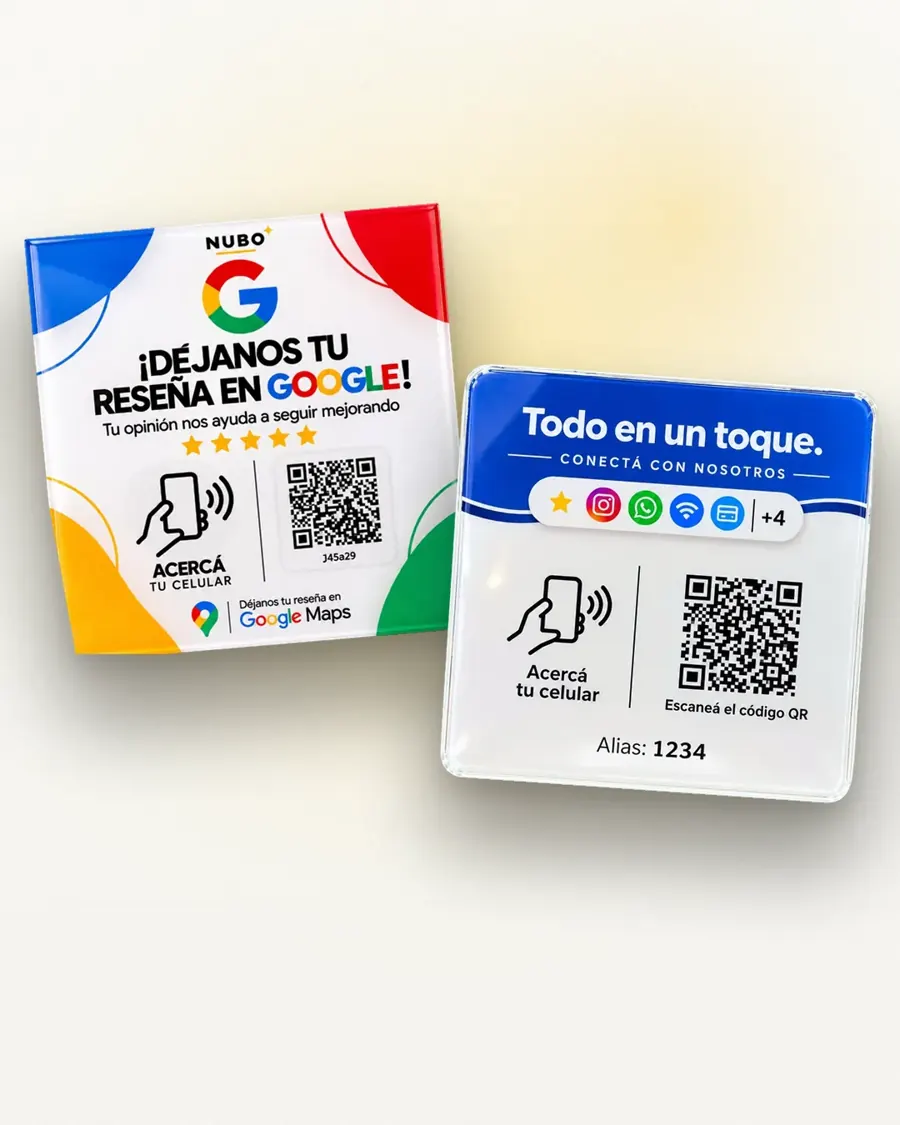 NUBO
G
¡DÉJANOS TU
RESEÑA EN GOOGLE!
Tu opinión nos ayuda a seguir mejorando
ACERCÁ
TU CELULAR
J45a29
Déjanos tu reseña en
Google Maps
Todo en un toque.
CONECTÁ CON NOSOTROS
+4
Acercá
tu celular
Escaneá el código QR
Alias: 1234